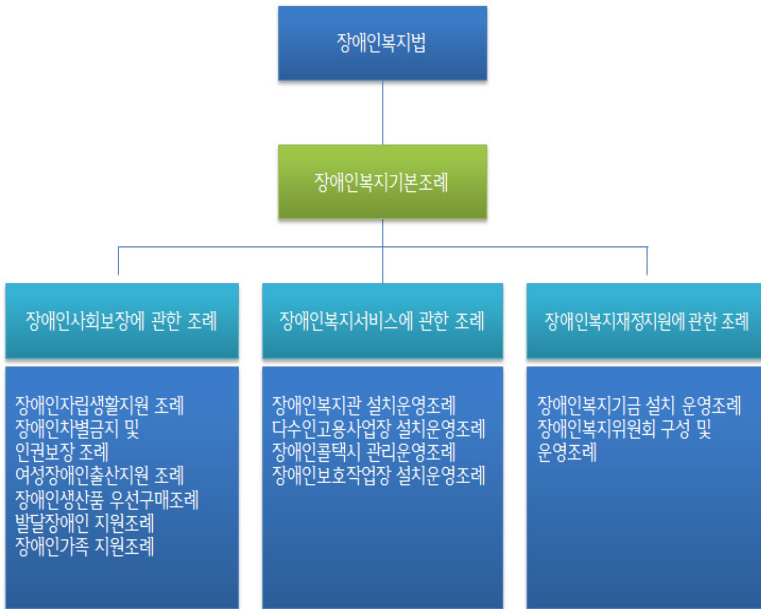 장애인복지법
장애인복지기본조례
장애인사회보장에 관한 조례
장애인자립생활지원 조례
장애인차별금지 및
인권보장 조례
여성장애인출산지원 조례
장애인생산품 우선구매조례
발달장애인 지원조례
장애인가족 지원조례
장애인복지서비스에 관한 조례
장애인복지관 설치운영조례
다수인고용사업장 설치운영조례
장애인콜택시 관리운영조례
장애인보호작업장 설치운영조례
장애인복지재정지원에 관한 조례
장애인복지기금 설치 운영조례
장애인복지위원회 구성 및
운영조례